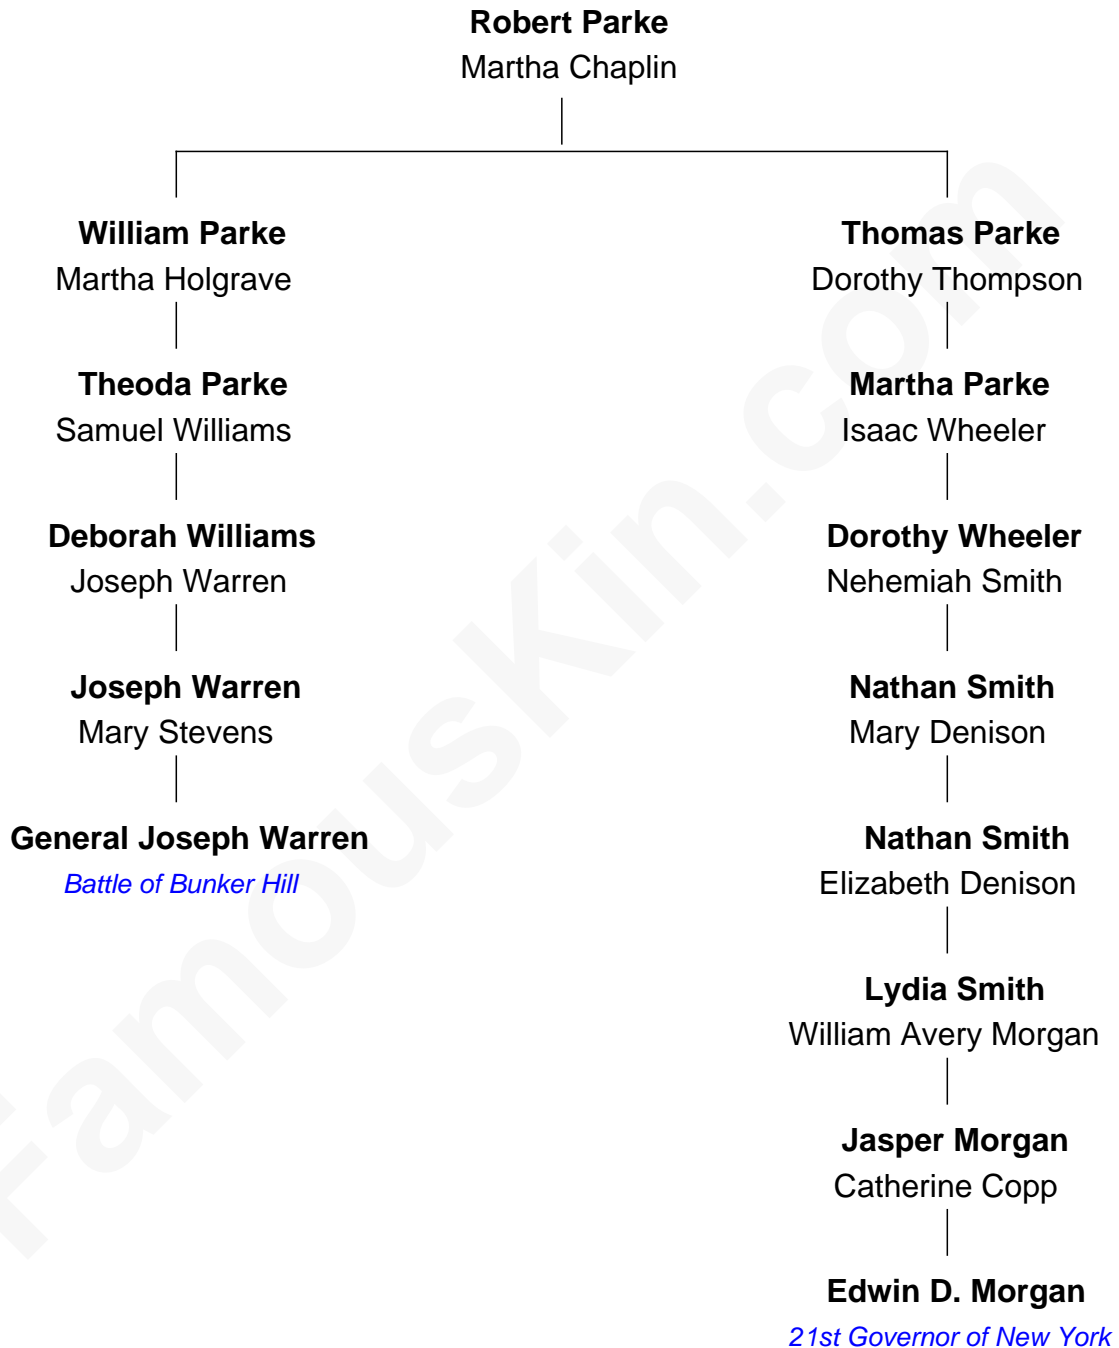 Robert Parke
Martha Chaplin
William Parke
Martha Holgrave
Theoda Parke
Samuel Williams
Deborah Williams
Joseph Warren
Joseph Warren
Mary Stevens
General Joseph Warren
Battle of Bunker Hill
Thomas Parke
Dorothy Thompson
Martha Parke
Isaac Wheeler
Dorothy Wheeler
Nehemiah Smith
Nathan Smith
Mary Denison
Nathan Smith
Elizabeth Denison
Lydia Smith
William Avery Morgan
Jasper Morgan
Catherine Copp
Edwin D. Morgan
21st Governor of New York
FamousKin.com